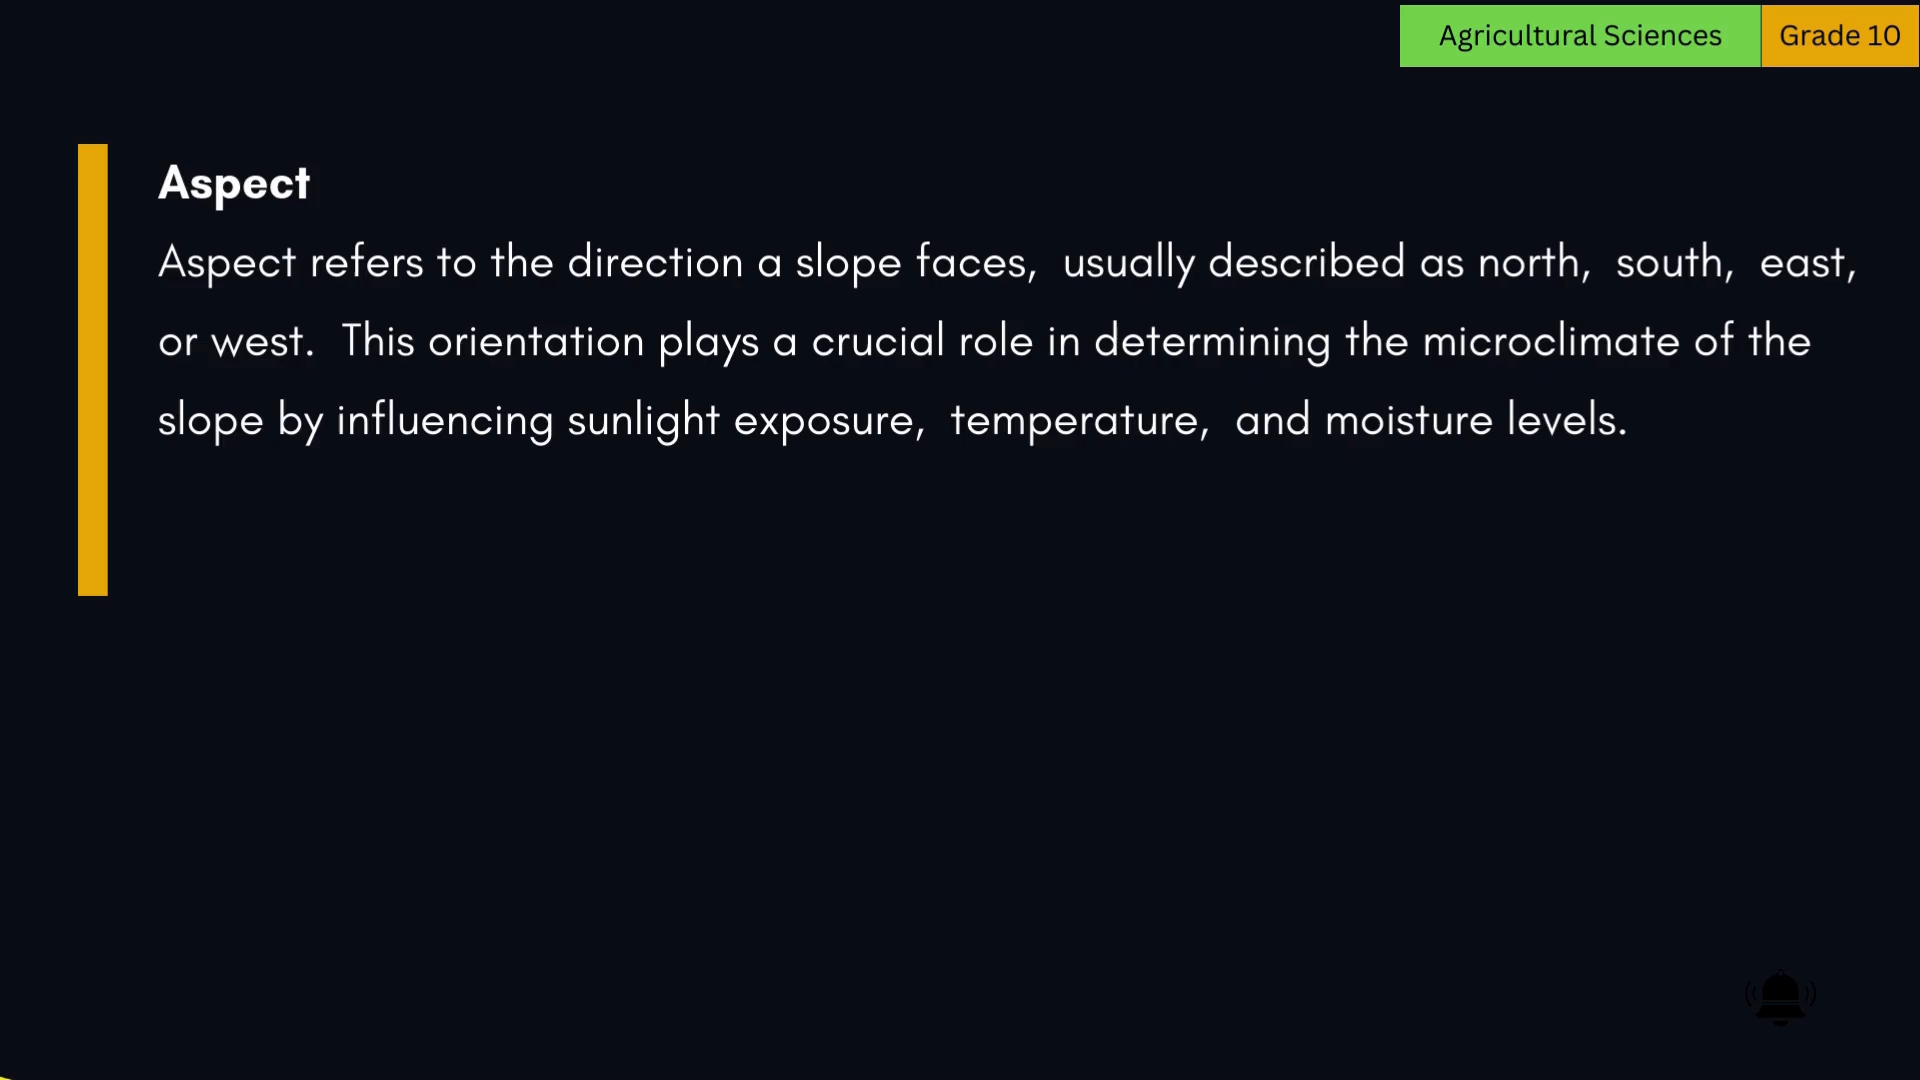 Agricultural Sciences Grade 10
Aspect
Aspect refers to the direction a slope faces, usually described as north, south, east,
or west. This orientation plays a crucial role in determining the microclimate of the
slope by influencing sunlight exposure, temperature, and moisture levels.